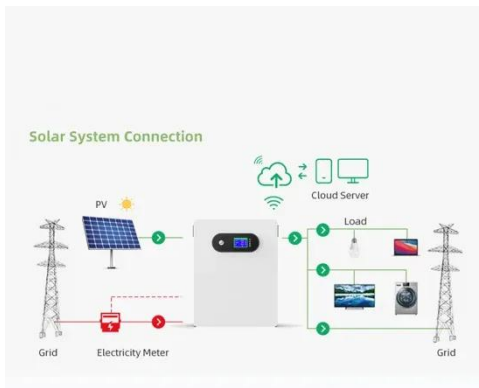 Solar System Connection
Cloud Server
PV
Load
Grid
Electricity Meter
Grid